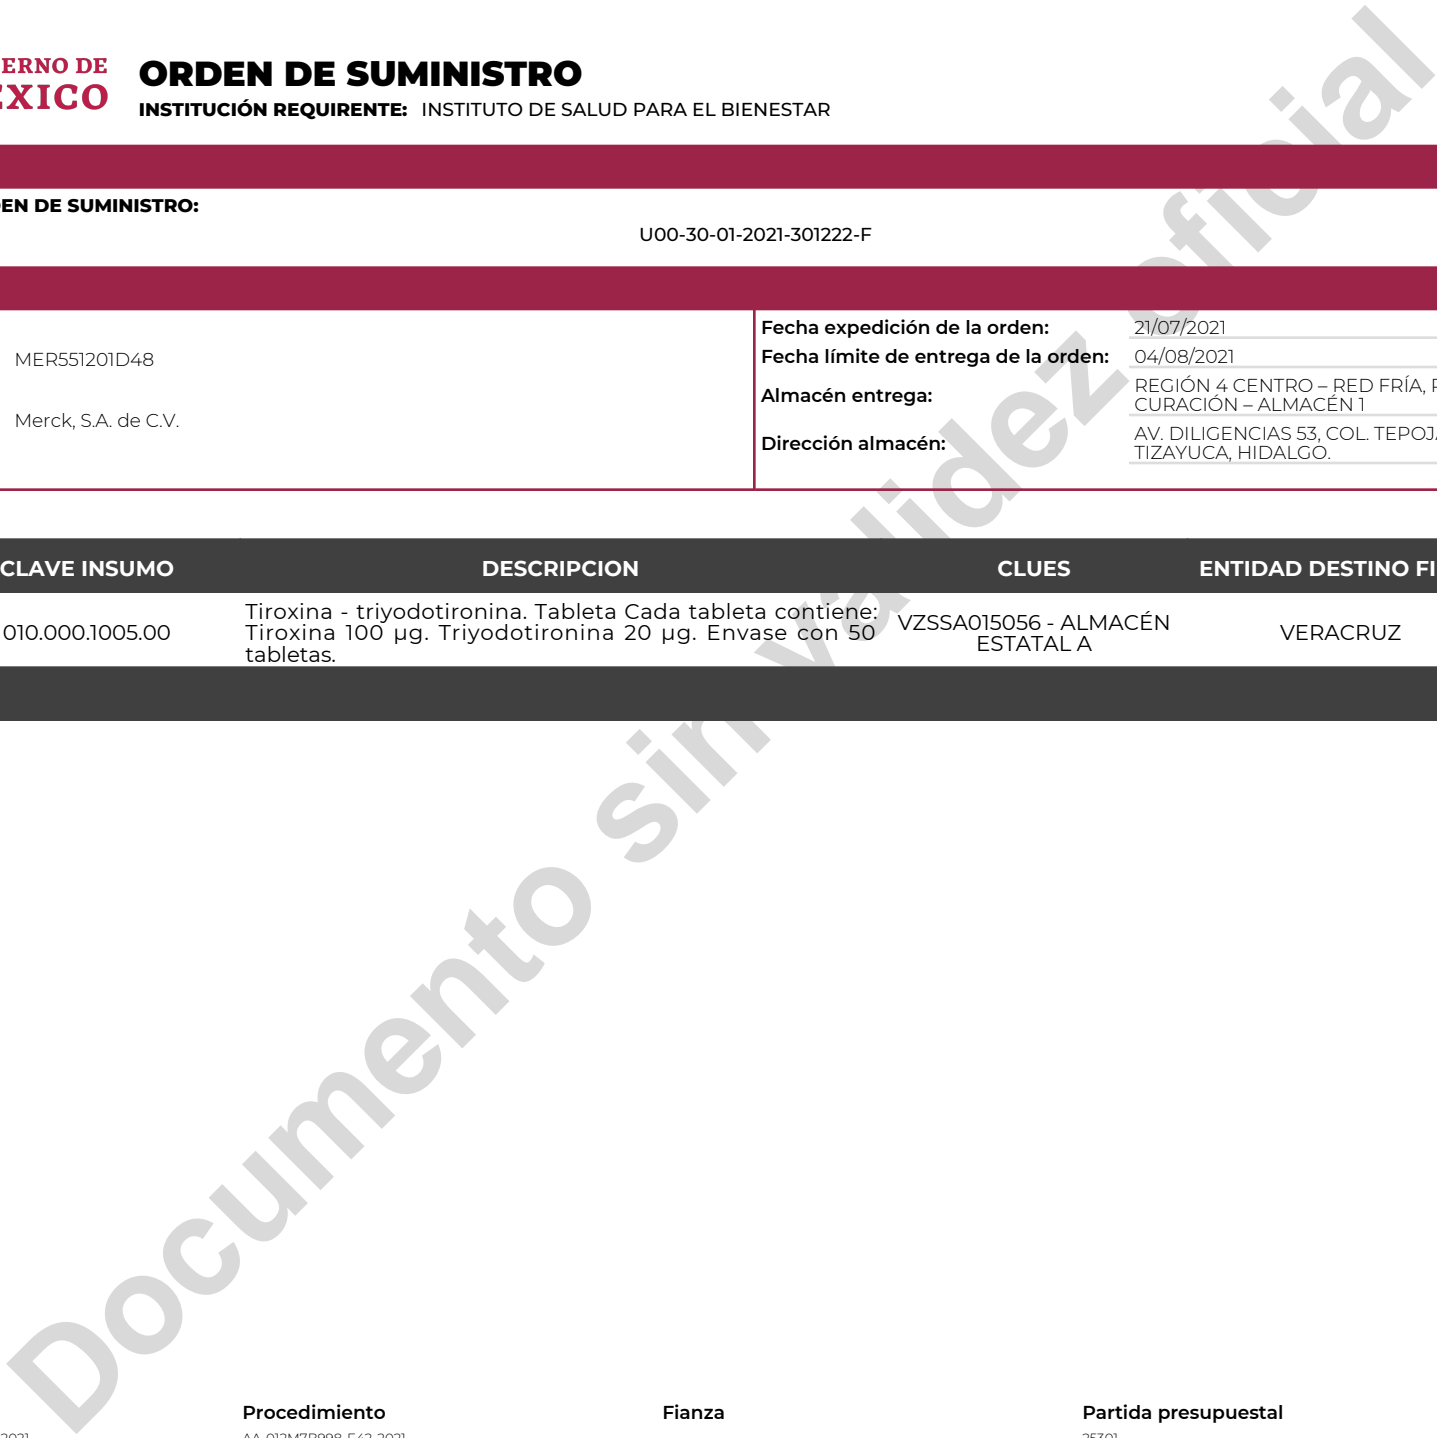 ERNO DE
ORDEN DE SUMINISTRO
EXICO
INSTITUCIÓN REQUIRENTE: INSTITUTO DE SALUD PARA EL BIENESTAR
EN DE SUMINISTRO:
U00-30-01-2021-301222-F
MER551201D48
Merck, S.A. de C.V.
Fecha expedición de la orden: 21/07/2021
Fecha límite de entrega de la orden: 04/08/2021
Almacén entrega: REGIÓN 4 CENTRO – RED FRÍA,
CURACIÓN – ALMACÉN 1
Dirección almacén: AV. DILIGENCIAS 53, COL. TEPOJ
TIZAYUCA, HIDALGO.
CLAVE INSUMO DESCRIPCION CLUES ENTIDAD DESTINO FI
010.000.1005.00
Tiroxina - triyodotironina. Tableta Cada tableta contiene:
Tiroxina 100 µg. Triyodotironina 20 µg. Envase con 50
tabletas.
VZSSA015056 - ALMACÉN
ESTATAL A
VERACRUZ
Documento sin validez oficial
Procedimiento Fianza Partida presupuestal